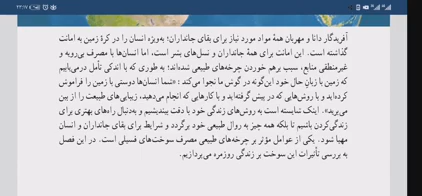 ۲۳:۱۷
آفریدگار دانا و مهربان همهٔ مواد مورد نیاز برای بقای جانداران؛ به‌ویژه انسان را در کرهٔ زمین به امانت
گذاشته است. این امانت برای همهٔ جانداران و نسل‌های بشر است، اما انسان‌ها با مصرف بی‌رویه و
غیرمنطقی منابع، سبب برهم خوردن چرخه‌های طبیعی شده‌اند؛ به طوری که با اندکی تأمل درمی‌یابیم
که زمین با زبان حال خود این‌گونه در گوش ما نجوا می‌کند : «شما انسان‌ها دوستی با زمین را فراموش
کرده‌اید و با روش‌هایی که در پیش گرفته‌اید و با کارهایی که انجام می‌دهید، زیبایی‌های طبیعت را از بین
می‌برید». اینک شایسته است به روش‌های زندگی خود با دقت بیندیشیم و به‌دنبال راه‌های بهتری برای
زندگی‌کردن باشیم تا بلکه همه چیز به روال طبیعی خود برگردد و شرایط برای بقای جانداران و انسان
مهیا شود. یکی از عوامل مؤثر بر چرخه‌های طبیعی مصرف سوخت‌های فسیلی است. در این فصل
به بررسی تأثیرات این سوخت بر زندگی روزمره می‌پردازیم.